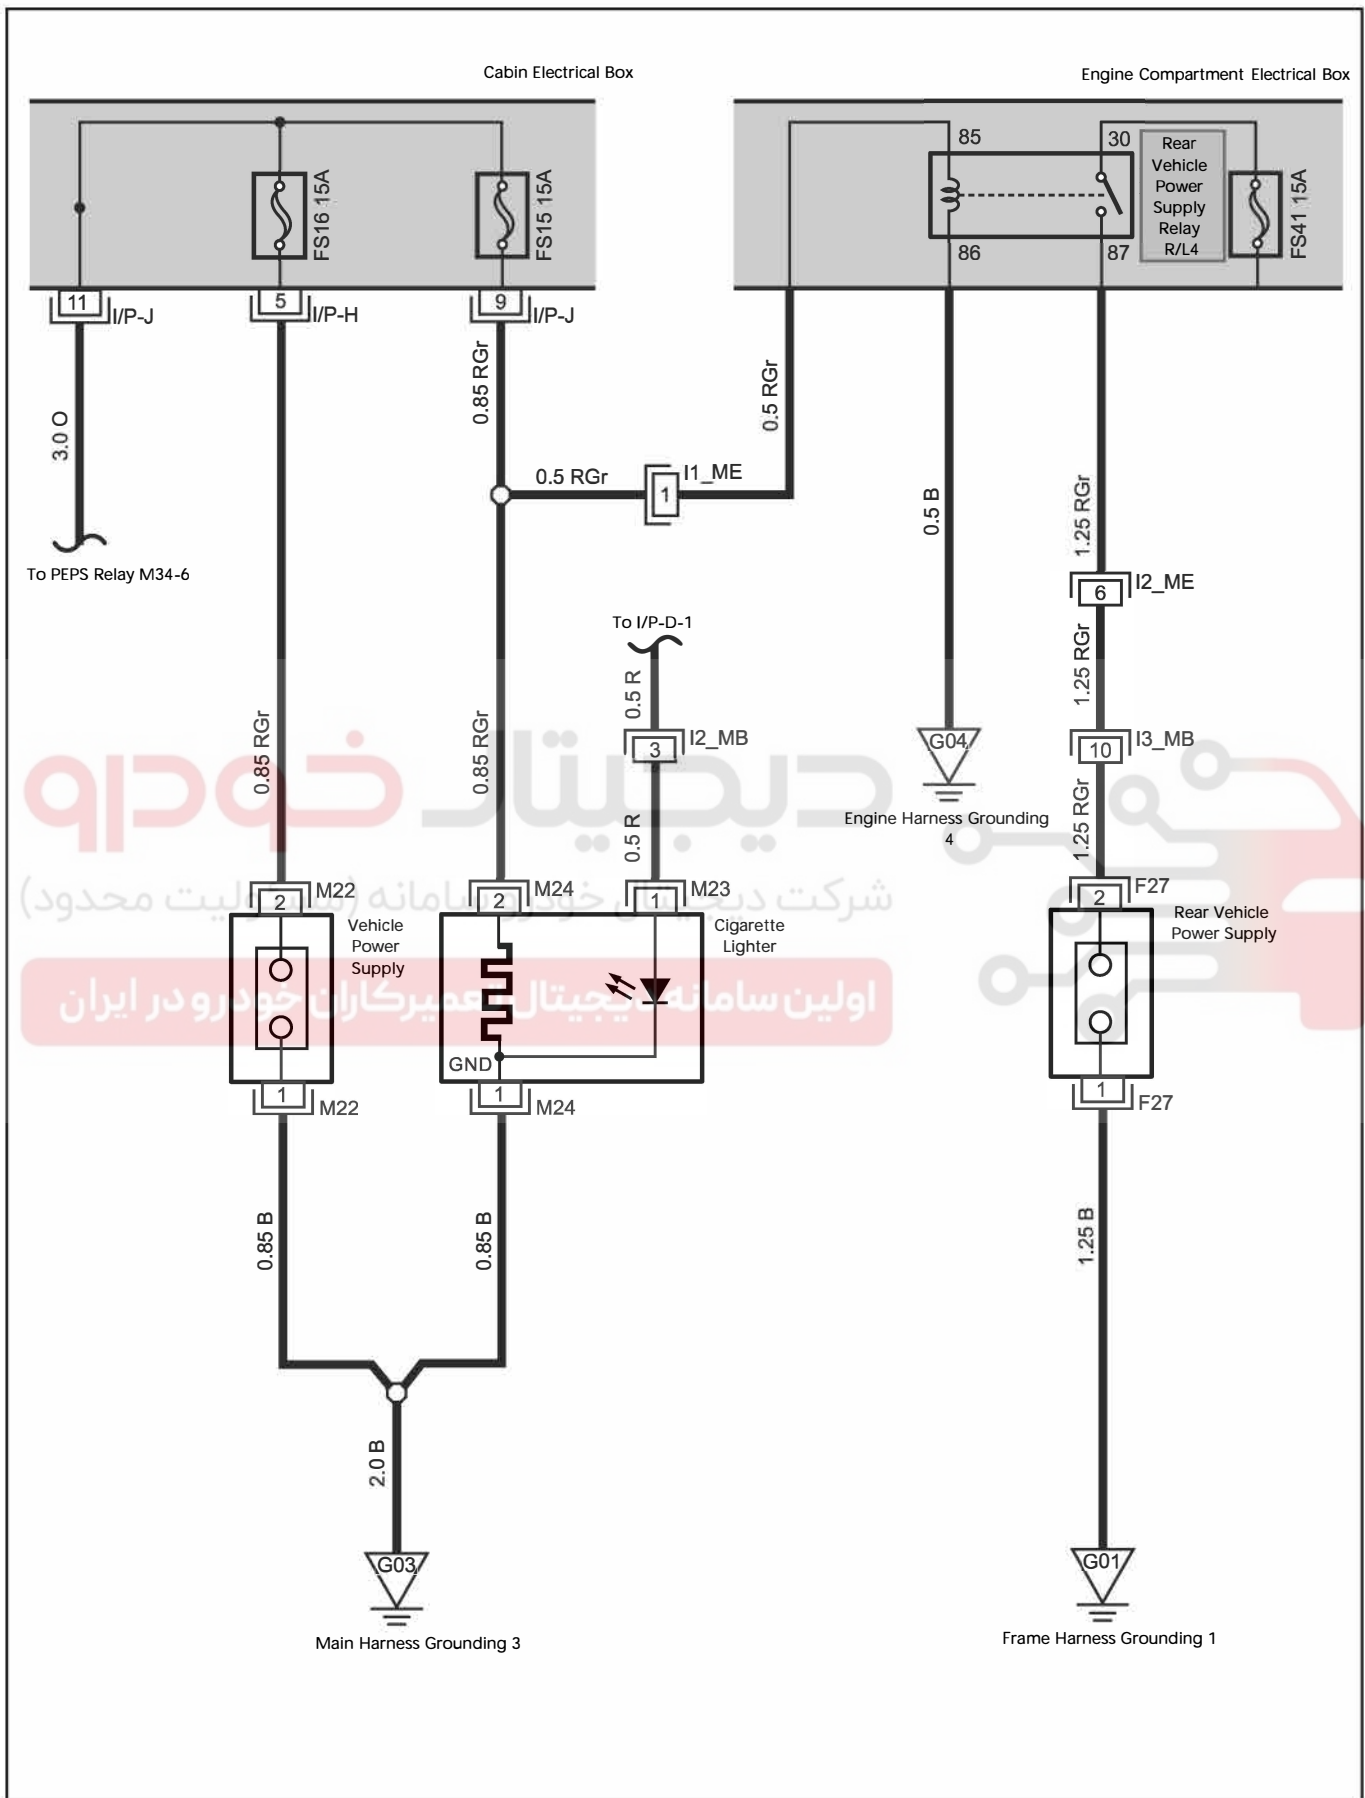 Cabin Electrical Box
Engine Compartment Electrical Box
FS16 15A
FS15 15A
85
30
86
87
Rear
Vehicle
Power
Supply
Relay
R/L4
FS41 15A
11
I/P-J
5
I/P-H
9
I/P-J
3.0 O
0.85 RGr
0.5 RGr
0.5 RGr
1
I1_ME
0.5 B
1.25 RGr
To PEPS Relay M34-6
6
I2_ME
To I/P-D-1
0.5 R
1.25 RGr
0.85 RGr
0.85 RGr
3
I2_MB
G04
10
I3_MB
دیجیتال خودرو
Engine Harness Grounding
4
0.5 R
1.25 RGr
شرکت دیجیتال خودرو سامانه (مسئولیت محدود)
2
M22
2
M24
1
M23
2
F27
Vehicle
Power
Supply
Cigarette
Lighter
Rear Vehicle
Power Supply
اولین سامانه دیجیتال تعمیرکاران خودرو در ایران
GND
1
M22
1
M24
1
F27
0.85 B
0.85 B
1.25 B
2.0 B
G03
G01
Main Harness Grounding 3
Frame Harness Grounding 1